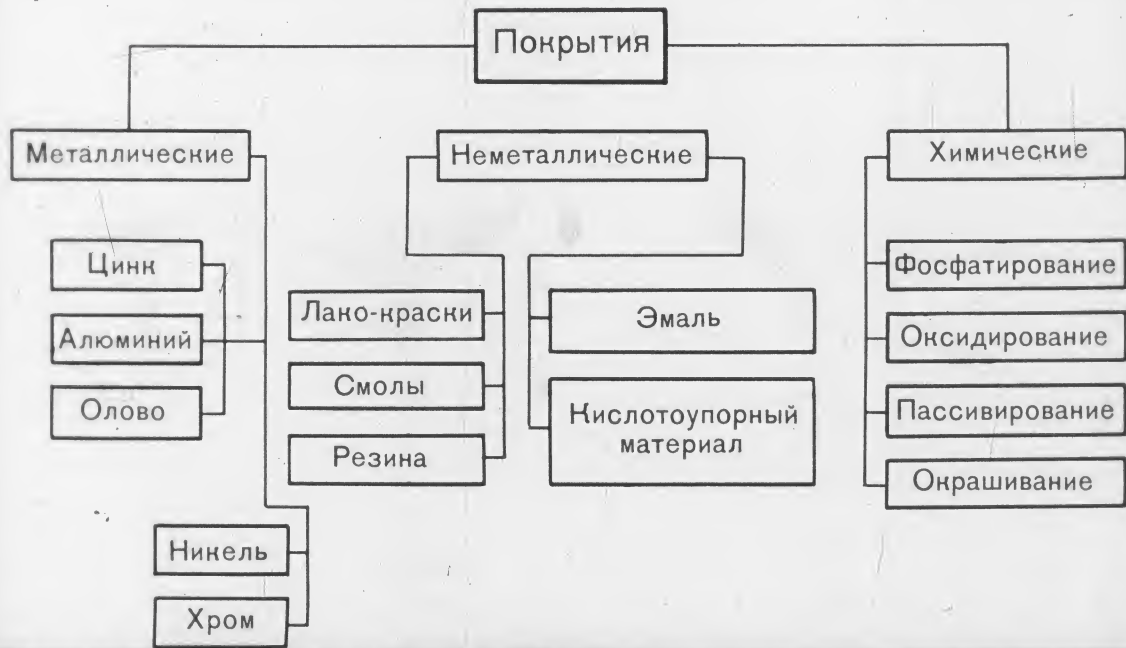 Покрытия
Металлические
Неметаллические
Химические
Цинк
Алюминий
Олово
Никель
Хром
Лако-краски
Смолы
Резина
Эмаль
Кислотоупорный
материал
Фосфатирование
Оксидирование
Пассивирование
Окрашивание